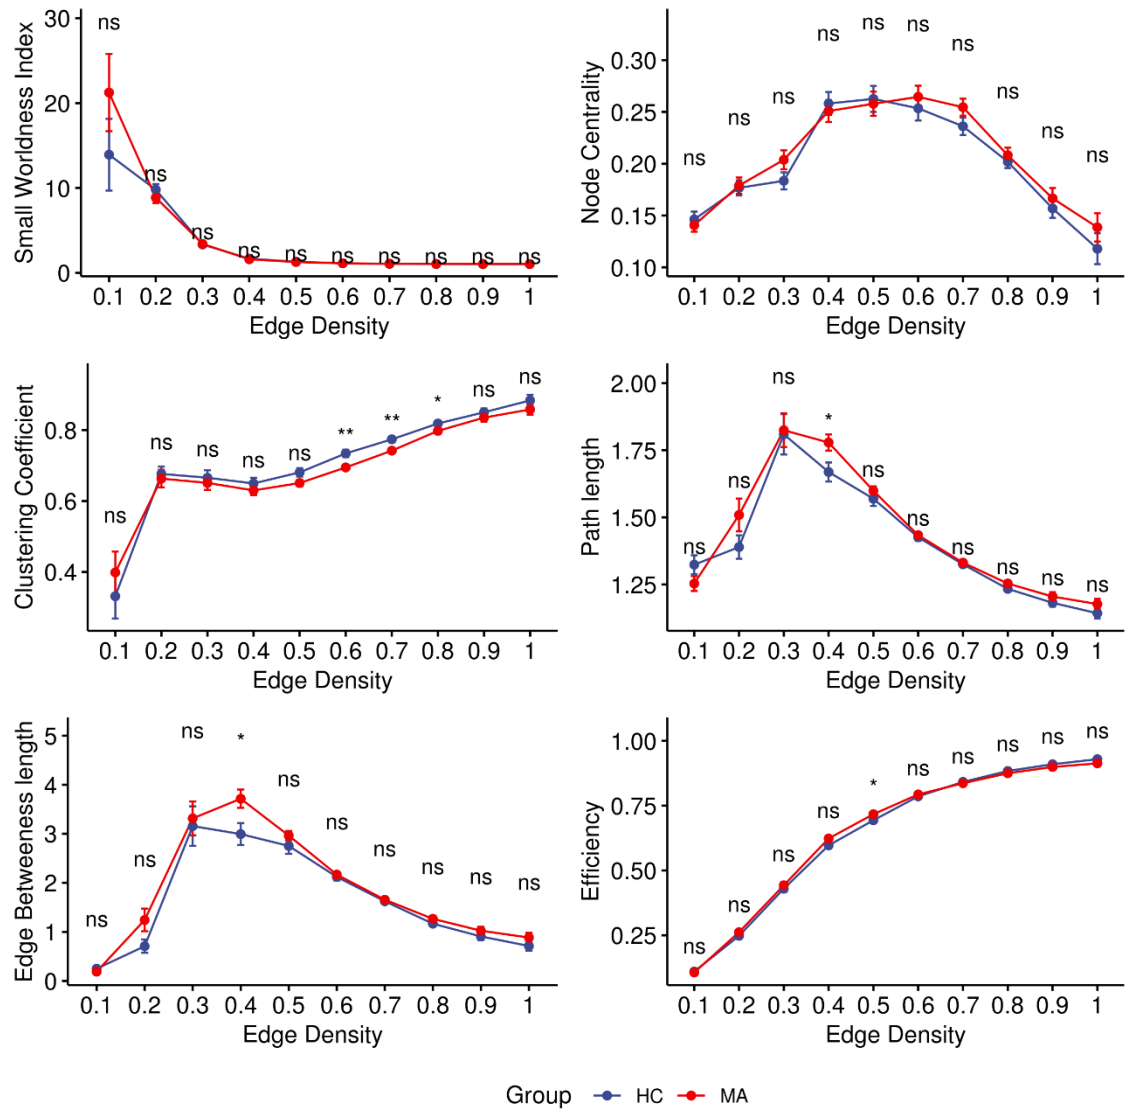 Small Worldness Index
30
20
10
0
ns
ns
ns
ns
ns
ns
ns
ns
ns
ns
0.1 0.2 0.3 0.4 0.5 0.6 0.7 0.8 0.9 1
Edge Density
Node Centrality
0.30
0.25
0.20
0.15
0.10
ns
ns
ns
ns
ns
ns
ns
ns
ns
ns
0.1 0.2 0.3 0.4 0.5 0.6 0.7 0.8 0.9 1
Edge Density
Clustering Coefficient
0.8
0.6
0.4
ns
ns
ns
ns
ns
**
**
*
ns
ns
0.1 0.2 0.3 0.4 0.5 0.6 0.7 0.8 0.9 1
Edge Density
Path length
2.00
1.75
1.50
1.25
ns
ns
ns
*
ns
ns
ns
ns
ns
ns
0.1 0.2 0.3 0.4 0.5 0.6 0.7 0.8 0.9 1
Edge Density
Edge Betweeness length
5
4
3
2
1
0
ns
ns
ns
*
ns
ns
ns
ns
ns
ns
0.1 0.2 0.3 0.4 0.5 0.6 0.7 0.8 0.9 1
Edge Density
Efficiency
1.00
0.75
0.50
0.25
ns
ns
ns
ns
*
ns
ns
ns
ns
ns
0.1 0.2 0.3 0.4 0.5 0.6 0.7 0.8 0.9 1
Edge Density
Group HC MA